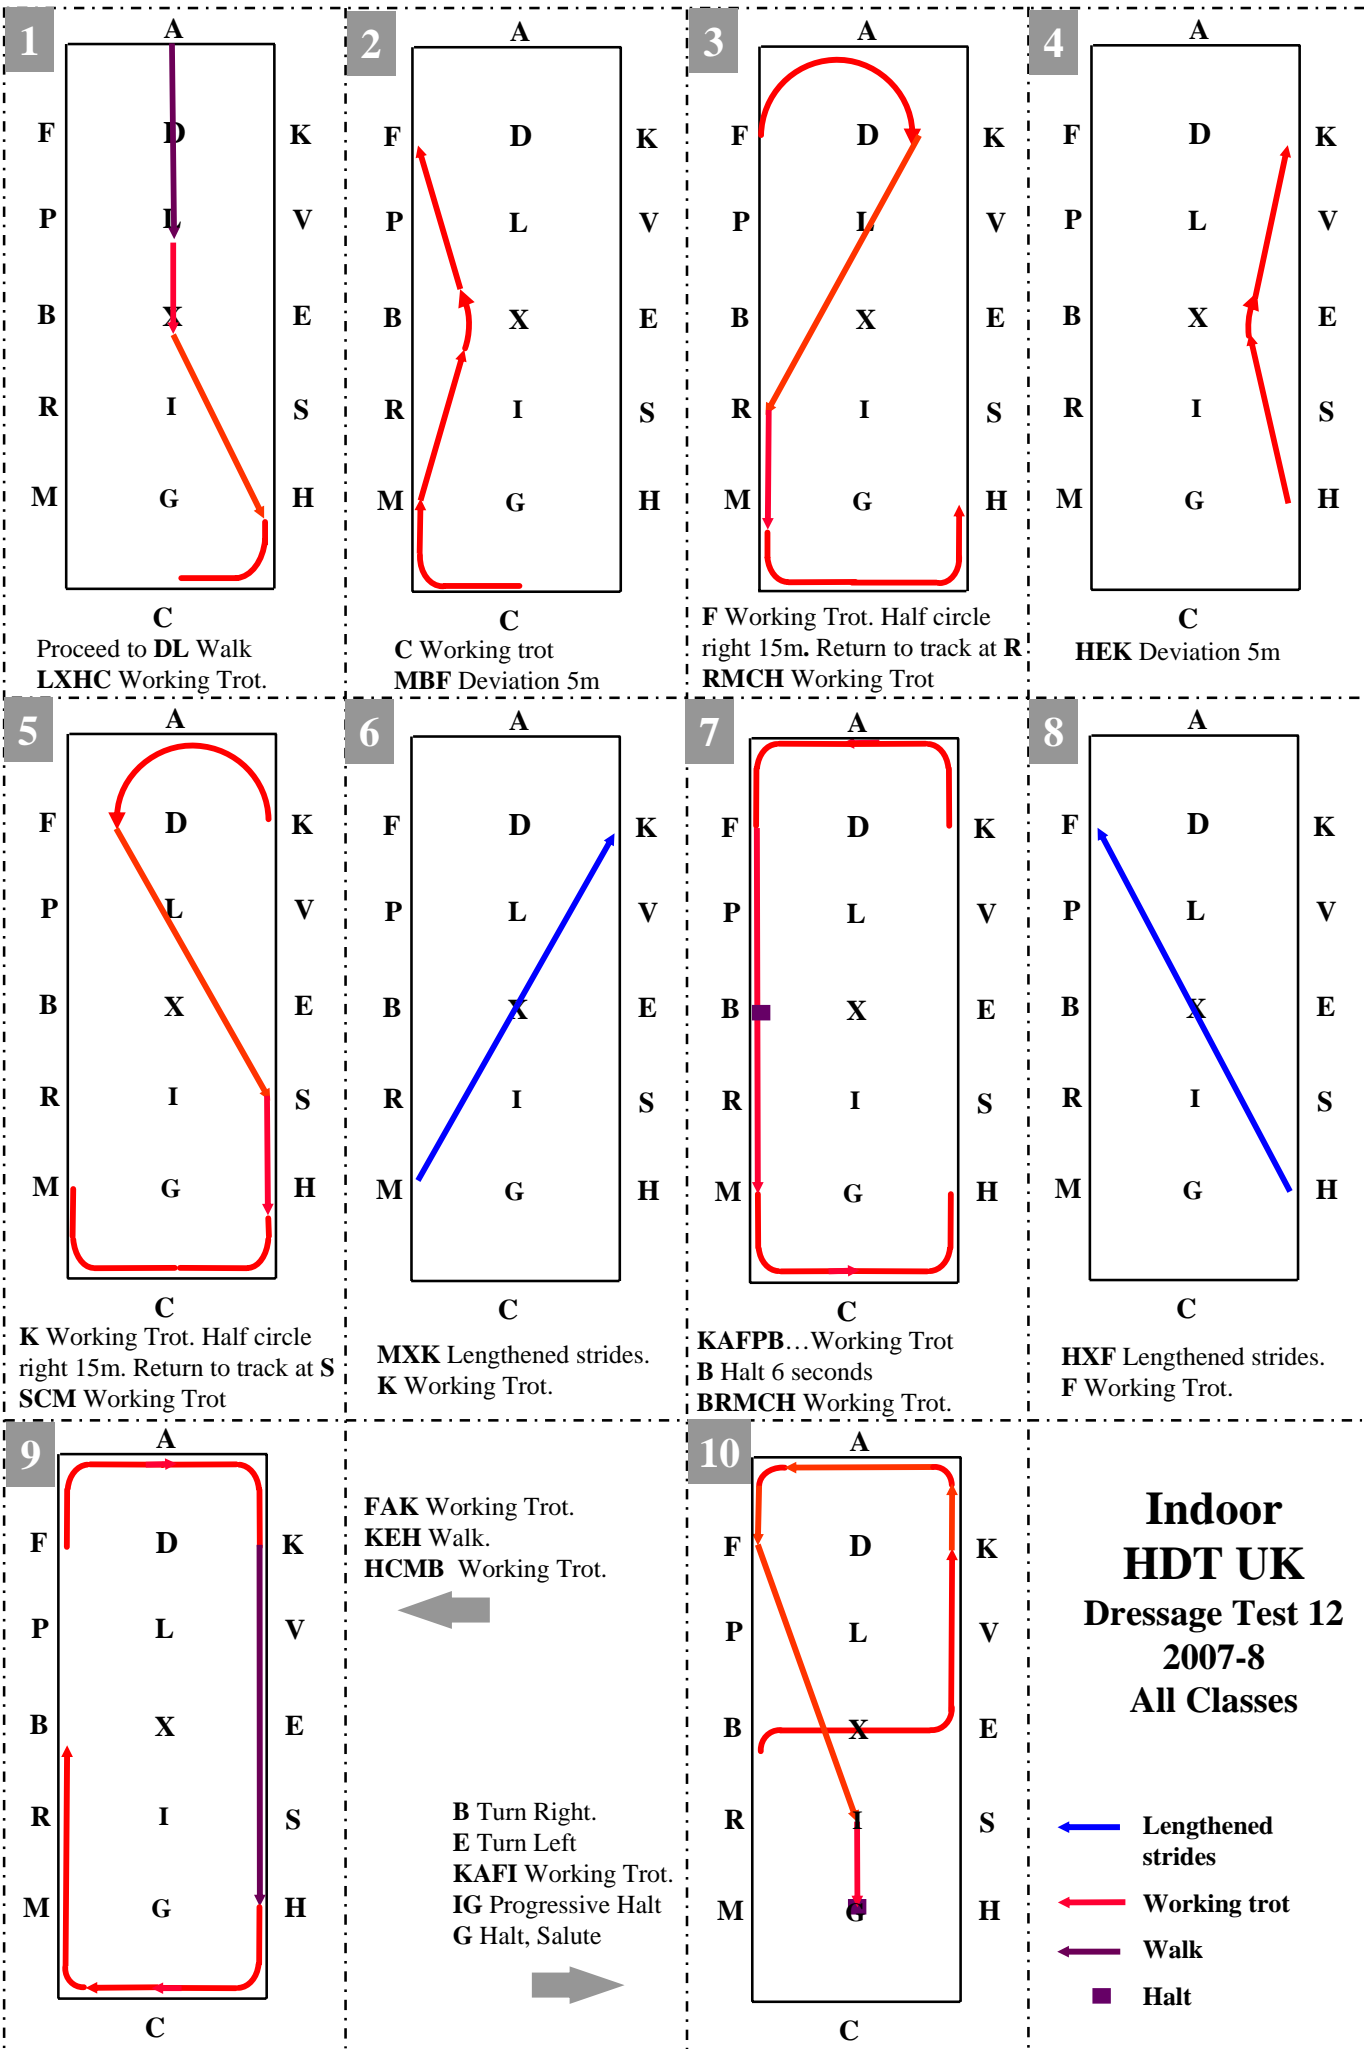 1
A
F D K
P L V
B X E
R I S
M G H
C
Proceed to DL Walk
LXHC Working Trot.
2
A
F D K
P L V
B X E
R I S
M G H
C
C Working trot
MBF Deviation 5m
3
A
F D K
P L V
B X E
R I S
M G H
F Working Trot. Half circle
right 15m. Return to track at R
RMCH Working Trot
4
A
F D K
P L V
B X E
R I S
M G H
C
HEK Deviation 5m
5
A
F D K
P L V
B X E
R I S
M G H
C
K Working Trot. Half circle
right 15m. Return to track at S
SCM Working Trot
6
A
F D K
P L V
B X E
R I S
M G H
C
MXK Lengthened strides.
K Working Trot.
7
A
F D K
P L V
B X E
R I S
M G H
C
KAFPB…Working Trot
B Halt 6 seconds
BRMCH Working Trot.
8
A
F D K
P L V
B X E
R I S
M G H
C
HXF Lengthened strides.
F Working Trot.
9
A
F D K
P L V
B X E
R I S
M G H
C
FAK Working Trot.
KEH Walk.
HCMB Working Trot.
B Turn Right.
E Turn Left
KAFI Working Trot.
IG Progressive Halt
G Halt, Salute
10
A
F D K
P L V
B X E
R I S
M G H
C
Indoor
HDT UK
Dressage Test 12
2007-8
All Classes
Lengthened
strides
Working trot
Walk
Halt